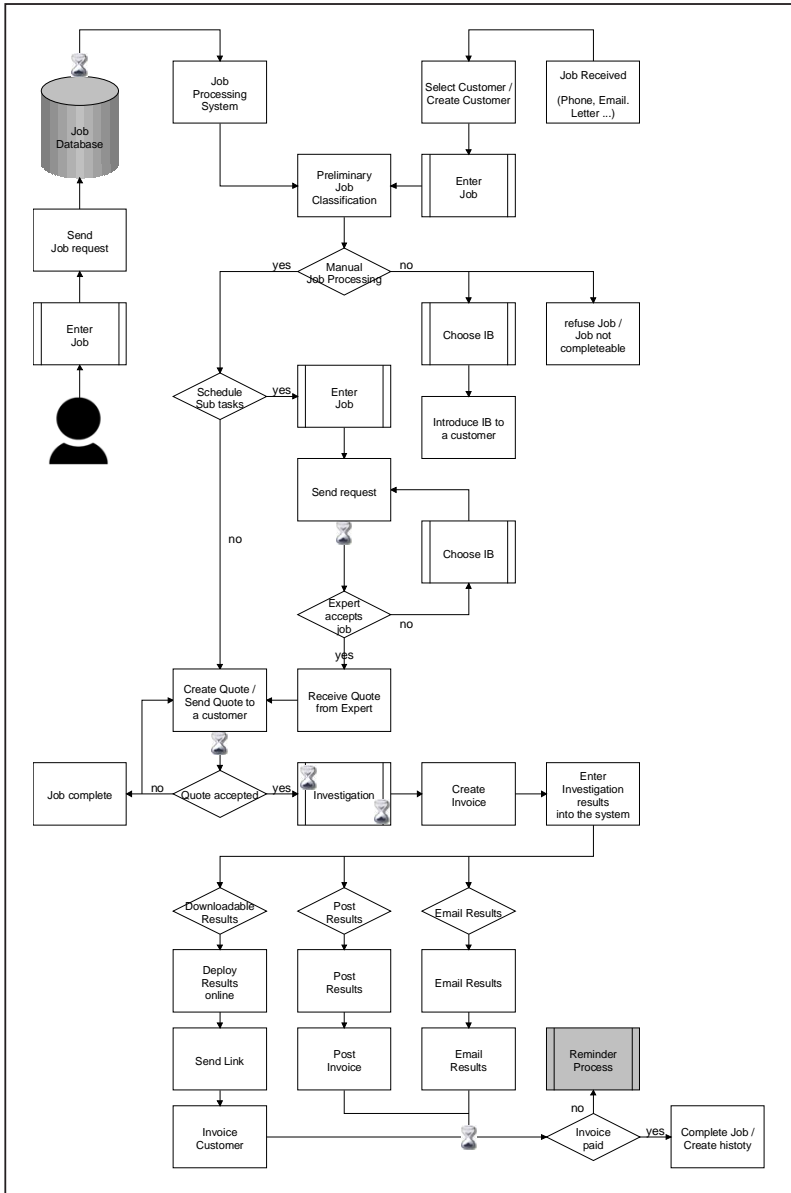 Job
Processing
System
Select Customer /
Create Customer
Job Received
(Phone, Email.
Letter ...)
Job
Database
Preliminary
Job
Classification
Enter
Job
Send
Job request
Manual
Job Processing
yes
no
Enter
Job
Choose IB
refuse Job /
Job not
completeable
Schedule
Sub tasks
yes
Enter
Job
Introduce IB to
a customer
Send request
no
Choose IB
Expert
accepts
job
no
yes
Create Quote /
Send Quote to
a customer
Receive Quote
from Expert
Job complete
no
Quote accepted
yes
Investigation
Create
Invoice
Enter
Investigation
results
into the system
Downloadable
Results
Post
Results
Email Results
Deploy
Results
online
Post
Results
Email Results
Send Link
Post
Invoice
Email
Results
Reminder
Process
no
Invoice
Customer
Invoice
paid
yes
Complete Job /
Create histoty